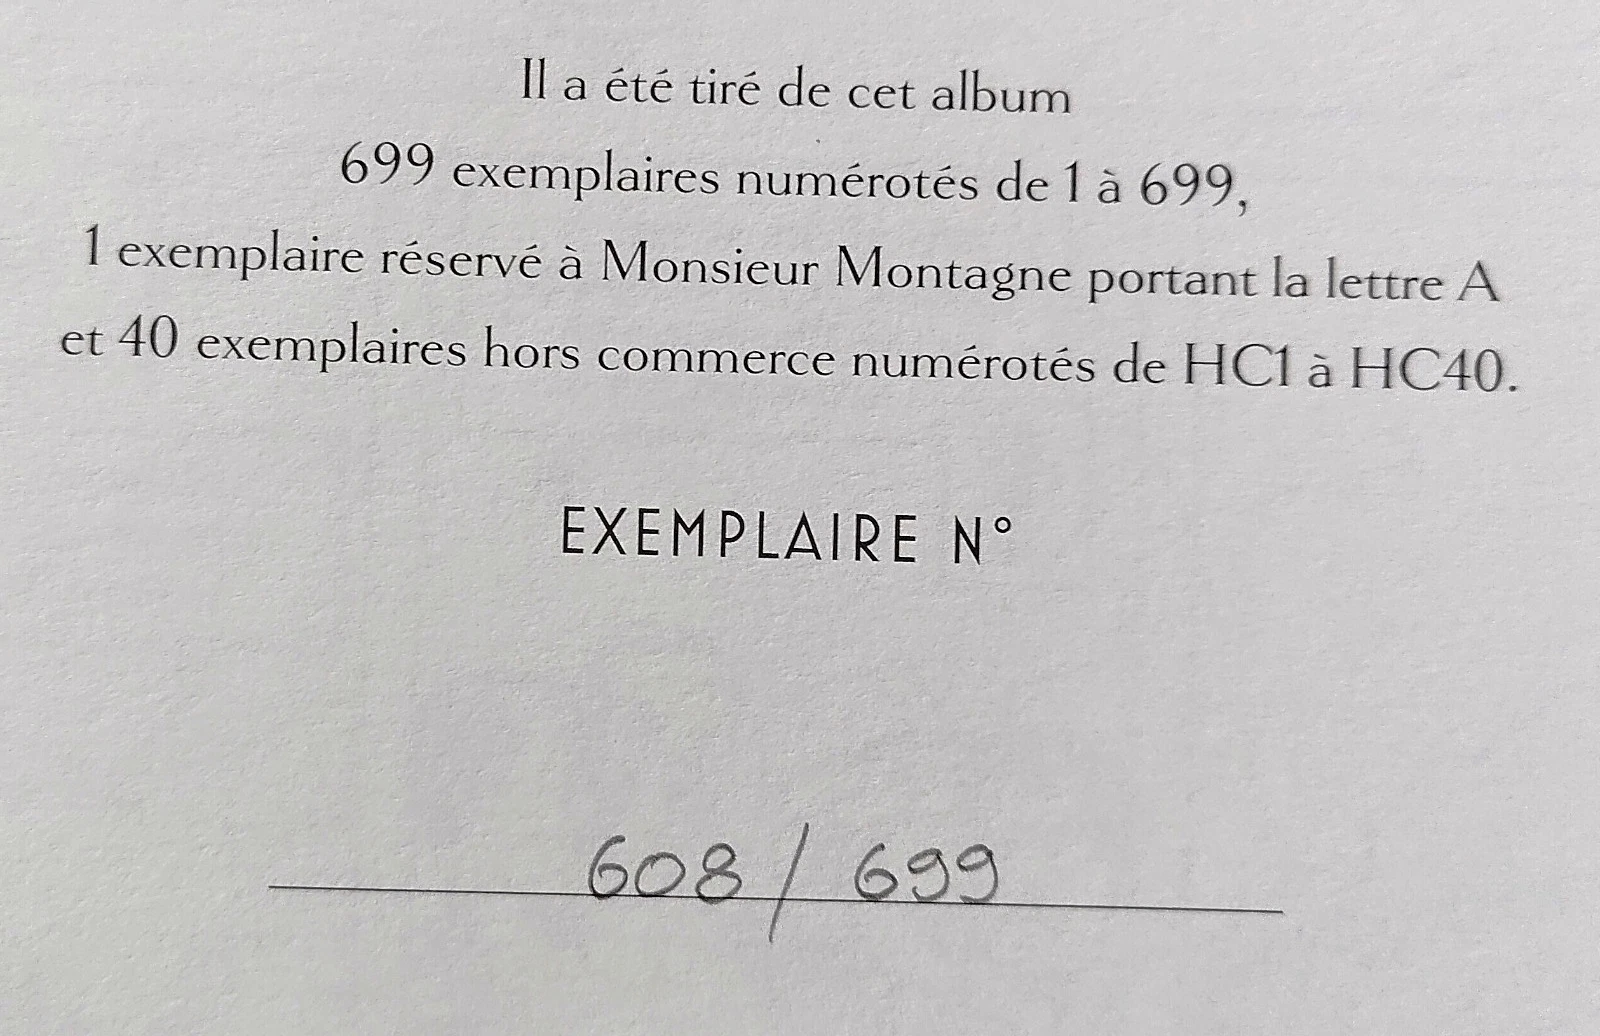 Il a été tiré de cet album
699 exemplaires numérotés de 1 à 699,
1 exemplaire réservé à Monsieur Montagne portant la lettre A
et 40 exemplaires hors commerce numérotés de HC1 à HC40.
EXEMPLAIRE N°
608 / 699